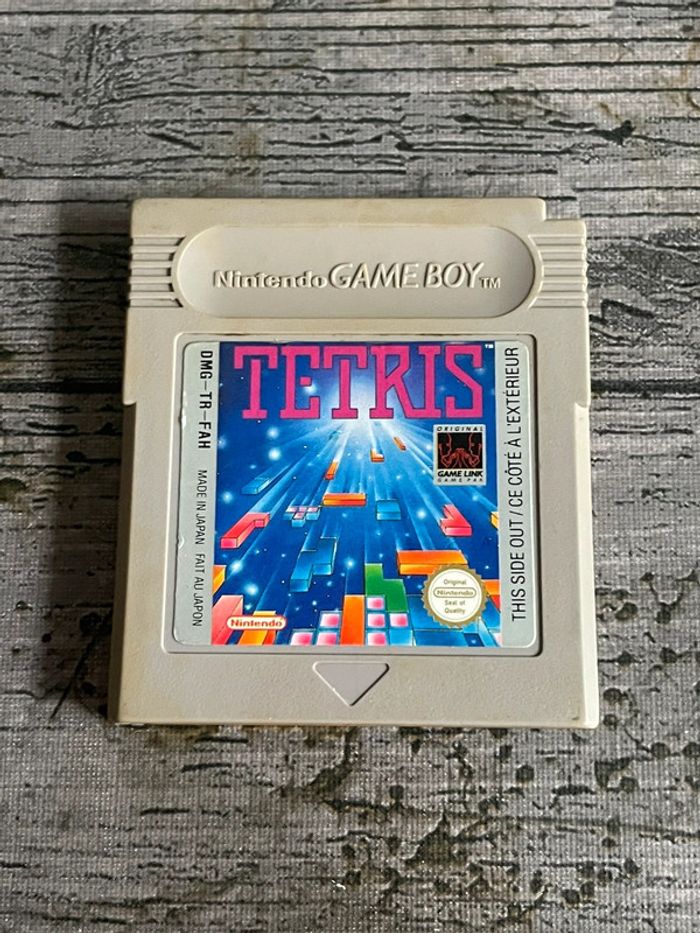 Nintendo GAME BOY TM
TETRIS TM
DMG-TR-FAH
MADE IN JAPAN FAIT AU JAPON
ORIGINAL
GAME LINK
GAME PAK
THIS SIDE OUT / CE CÔTÉ À L'EXTÉRIEUR
Original
Nintendo
Seal of
Quality
Nintendo